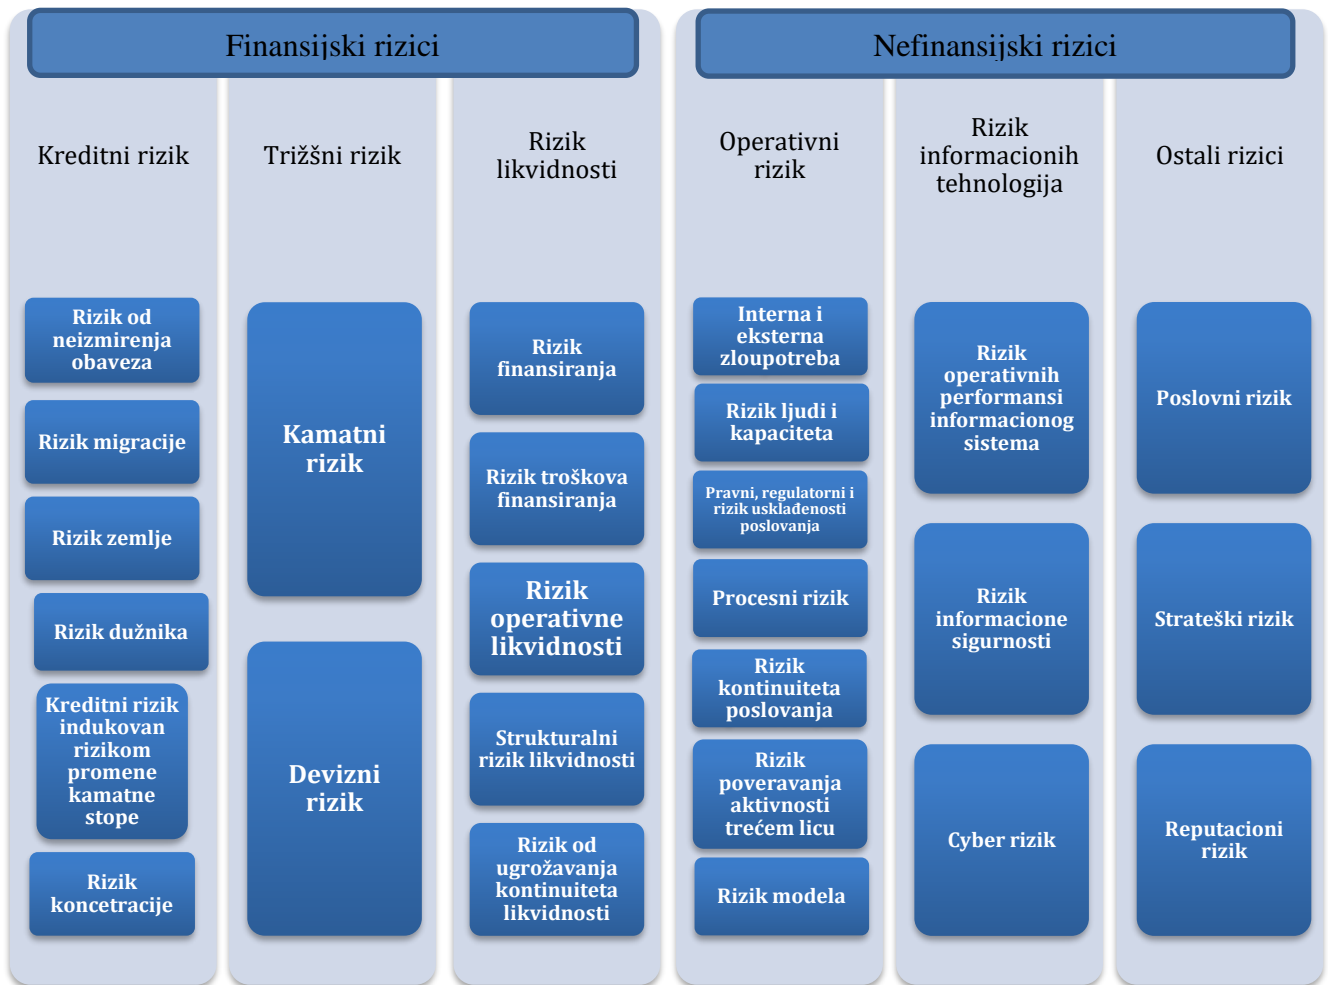 Finansijski rizici
Nefinansijski rizici
Kreditni rizik
Trižšni rizik
Rizik
likvidnosti
Operativni
rizik
Rizik
informacionih
tehnologija
Ostali rizici
Rizik od
neizmirenja
obaveza
Rizik migracije
Rizik zemlje
Rizik dužnika
Kreditni rizik
indukovan
rizikom
promene
kamatne
stope
Rizik
koncetracije
Kamatni
rizik
Devizni
rizik
Rizik
finansiranja
Rizik troškova
finansiranja
Rizik
operativne
likvidnosti
Strukturalni
rizik likvidnosti
Rizik od
ugrožavanja
kontinuiteta
likvidnosti
Interna i
eksterna
zloupotreba
Rizik ljudi i
kapaciteta
Pravni, regulatorni i
rizik usklađenosti
poslovanja
Procesni rizik
Rizik
kontinuiteta
poslovanja
Rizik
poveravanja
aktivnosti
trećem licu
Rizik modela
Rizik
operativnih
performansi
informacionog
sistema
Rizik
informacione
sigurnosti
Cyber rizik
Poslovni rizik
Strateški rizik
Reputacioni
rizik